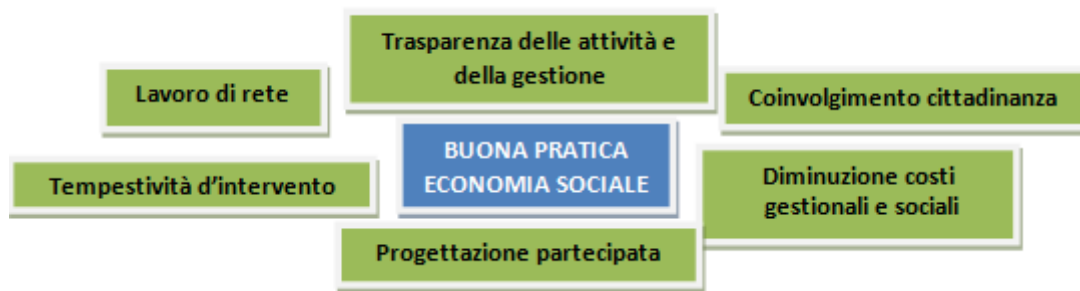 Trasparenza delle attività e
della gestione
Lavoro di rete
Coinvolgimento cittadinanza
BUONA PRATICA
ECONOMIA SOCIALE
Tempestività d'intervento
Diminuzione costi
gestionali e sociali
Progettazione partecipata